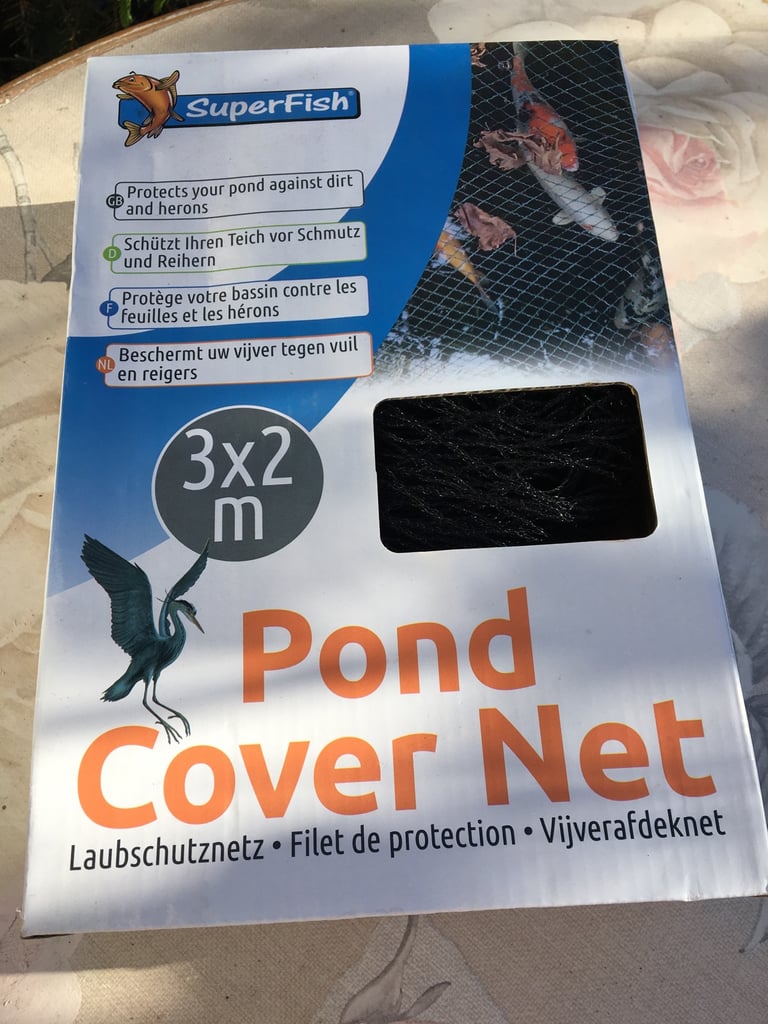 SuperFish®
GB
Protects your pond against dirt
and herons
D
Schützt Ihren Teich vor Schmutz
und Reihern
F
Protège votre bassin contre les
feuilles et les hérons
NL
Beschermt uw vijver tegen vuil
en reigers
3x2
m
Pond
Cover Net
Laubschutznetz • Filet de protection • Vijverafdeknet